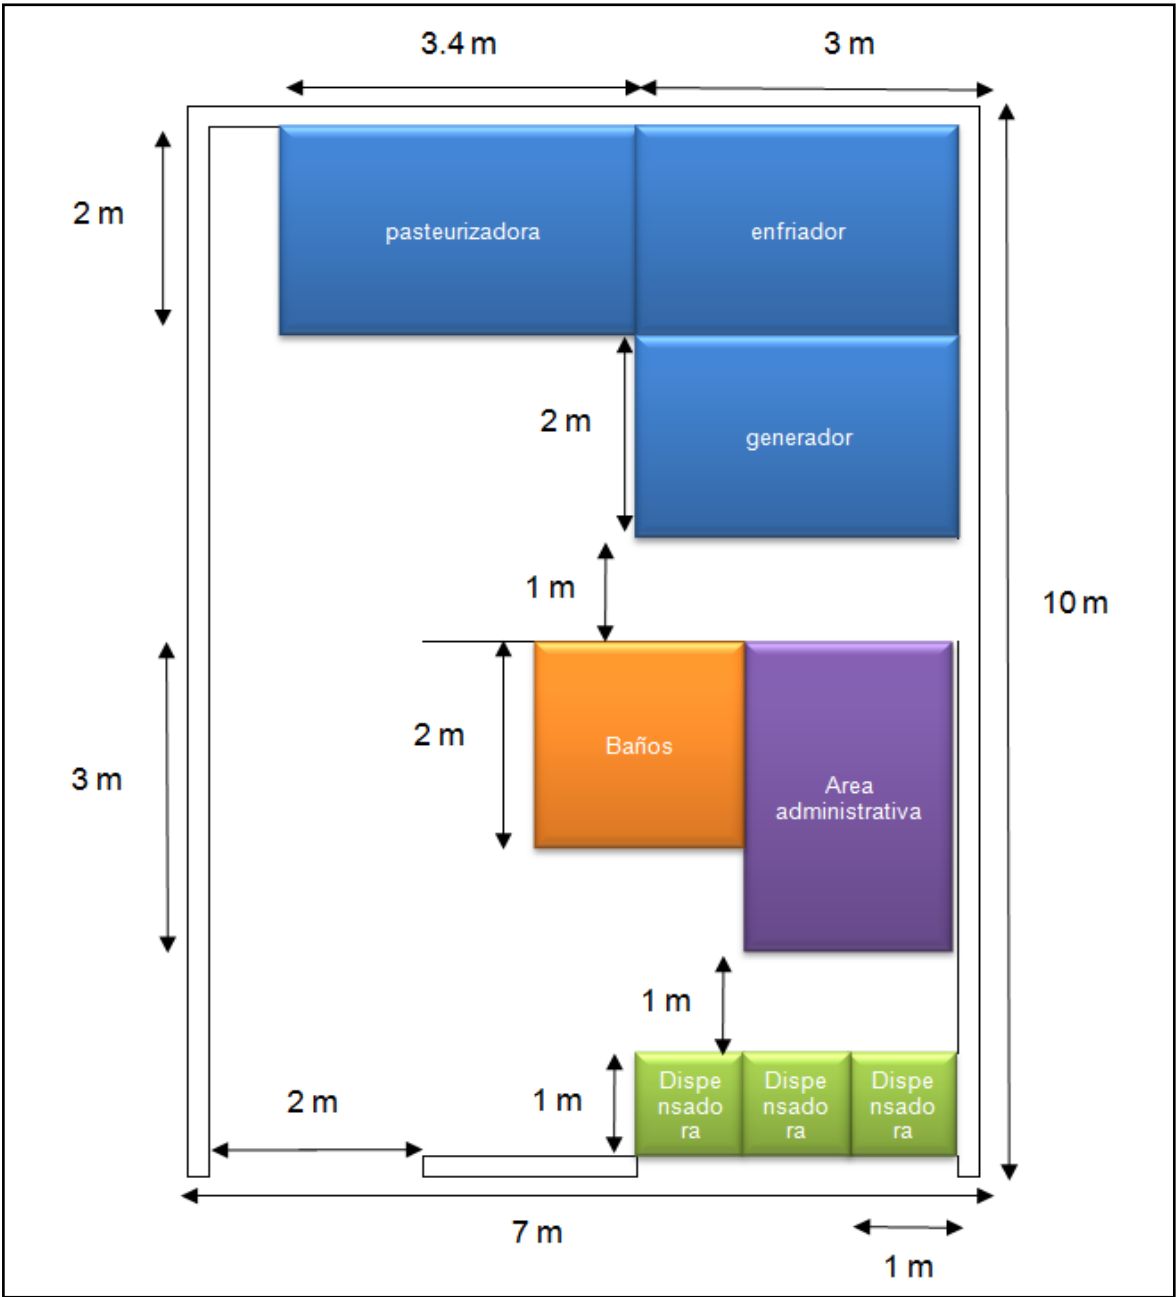 3.4 m
3 m
2 m
pasteurizadora
enfriador
2 m
generador
1 m
10 m
2 m
Baños
3 m
Area
administrativa
1 m
2 m
1 m
Dispe
nsado
ra
Dispe
nsado
ra
Dispe
nsado
ra
7 m
1 m